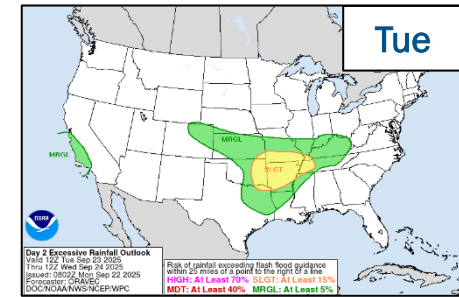 Tue
MRGL
MRGL
SLGT
NOAA
Day 2 Excessive Rainfall Outlook
Valid 12Z Tue Sep 23 2025
Thru 12Z Wed Sep 24 2025
Issued: 0802Z Mon Sep 22 2025
Forecaster: ORAVEC
DOC/NOAA/NWS/NCEP/WPC
Risk of rainfall exceeding flash flood guidance
within 25 miles of a point to the right of a line
HIGH: At Least 70% SLGT: At Least 15%
MDT: At Least 40% MRGL: At Least 5%